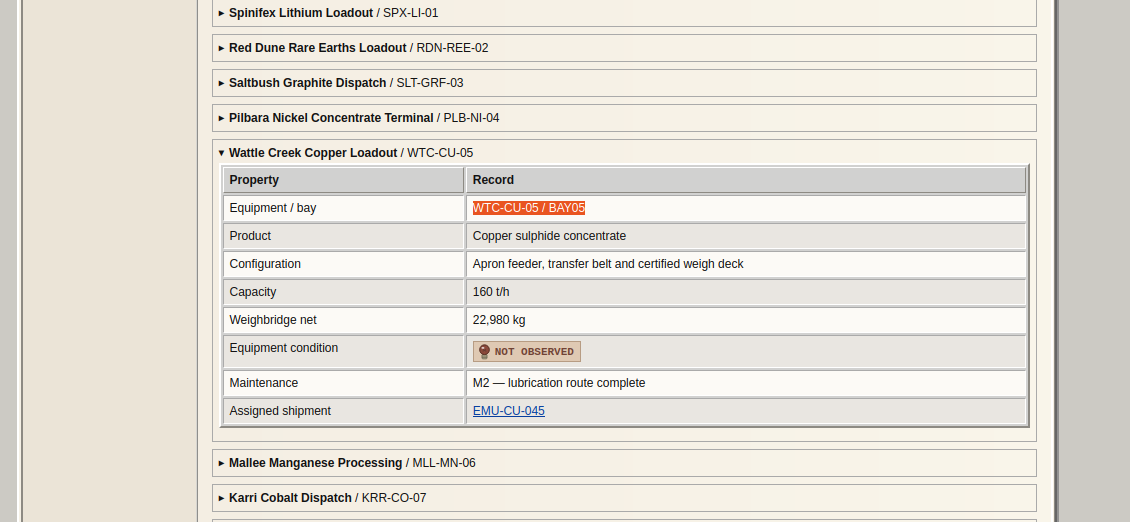 ▸ Spinifex Lithium Loadout / SPX-LI-01
▸ Red Dune Rare Earths Loadout / RDN-REE-02
▸ Saltbush Graphite Dispatch / SLT-GRF-03
▸ Pilbara Nickel Concentrate Terminal / PLB-NI-04
▾ Wattle Creek Copper Loadout / WTC-CU-05
Property Record
Equipment / bay WTC-CU-05 / BAY05
Product Copper sulphide concentrate
Configuration Apron feeder, transfer belt and certified weigh deck
Capacity 160 t/h
Weighbridge net 22,980 kg
Equipment condition NOT OBSERVED
Maintenance M2 — lubrication route complete
Assigned shipment EMU-CU-045
▸ Mallee Manganese Processing / MLL-MN-06
▸ Karri Cobalt Dispatch / KRR-CO-07